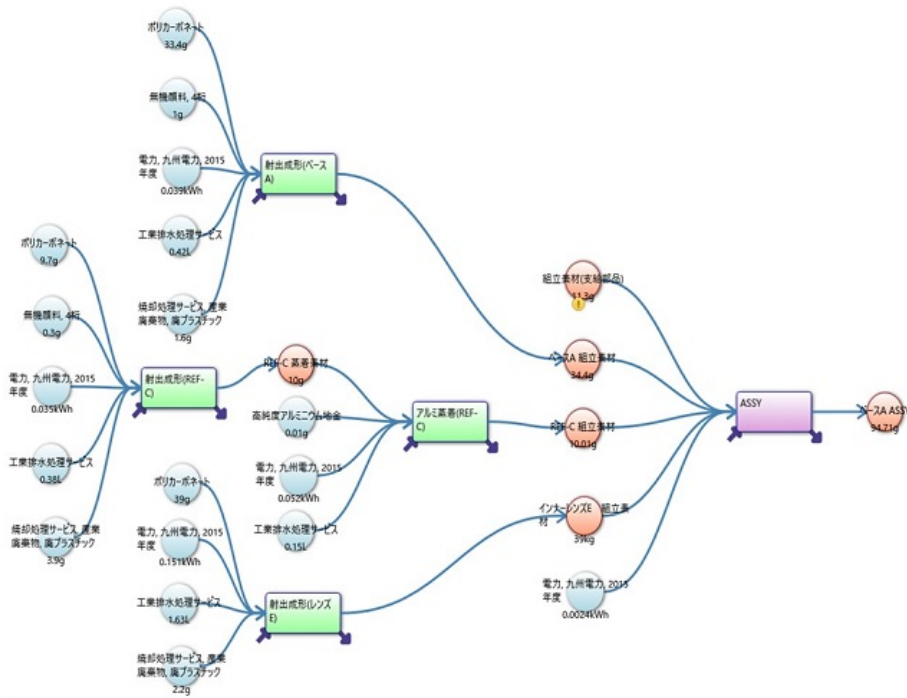 ポリカーボネート
33.4g
無機顔料, 4桁
1g
電力, 九州電力, 2015
年度
0.039kWh
工業排水処理サービス
0.42L
焼却処理サービス, 産業
廃棄物, 廃プラスチック
1.6g
射出成形(ベース
A)
ポリカーボネート
9.7g
無機顔料, 4桁
0.3g
電力, 九州電力, 2015
年度
0.035kWh
工業排水処理サービス
0.38L
焼却処理サービス, 産業
廃棄物, 廃プラスチック
3.9g
射出成形(REF-
C)
REF-C 蒸着素材
10g
高純度アルミニウム地金
0.01g
電力, 九州電力, 2015
年度
0.052kWh
工業排水処理サービス
0.15L
アルミ蒸着(REF-
C)
ポリカーボネート
39g
電力, 九州電力, 2015
年度
0.151kWh
工業排水処理サービス
1.63L
焼却処理サービス, 産業
廃棄物, 廃プラスチック
2.2g
射出成形(レンズ
E)
組立素材(支給部品)
11.3g
ベースA 組立素材
34.4g
REF-C 組立素材
10.01g
インナーレンズE 組立素
材
39kg
電力, 九州電力, 2015
年度
0.0024kWh
ASSY
ベースA ASSY
94.71g